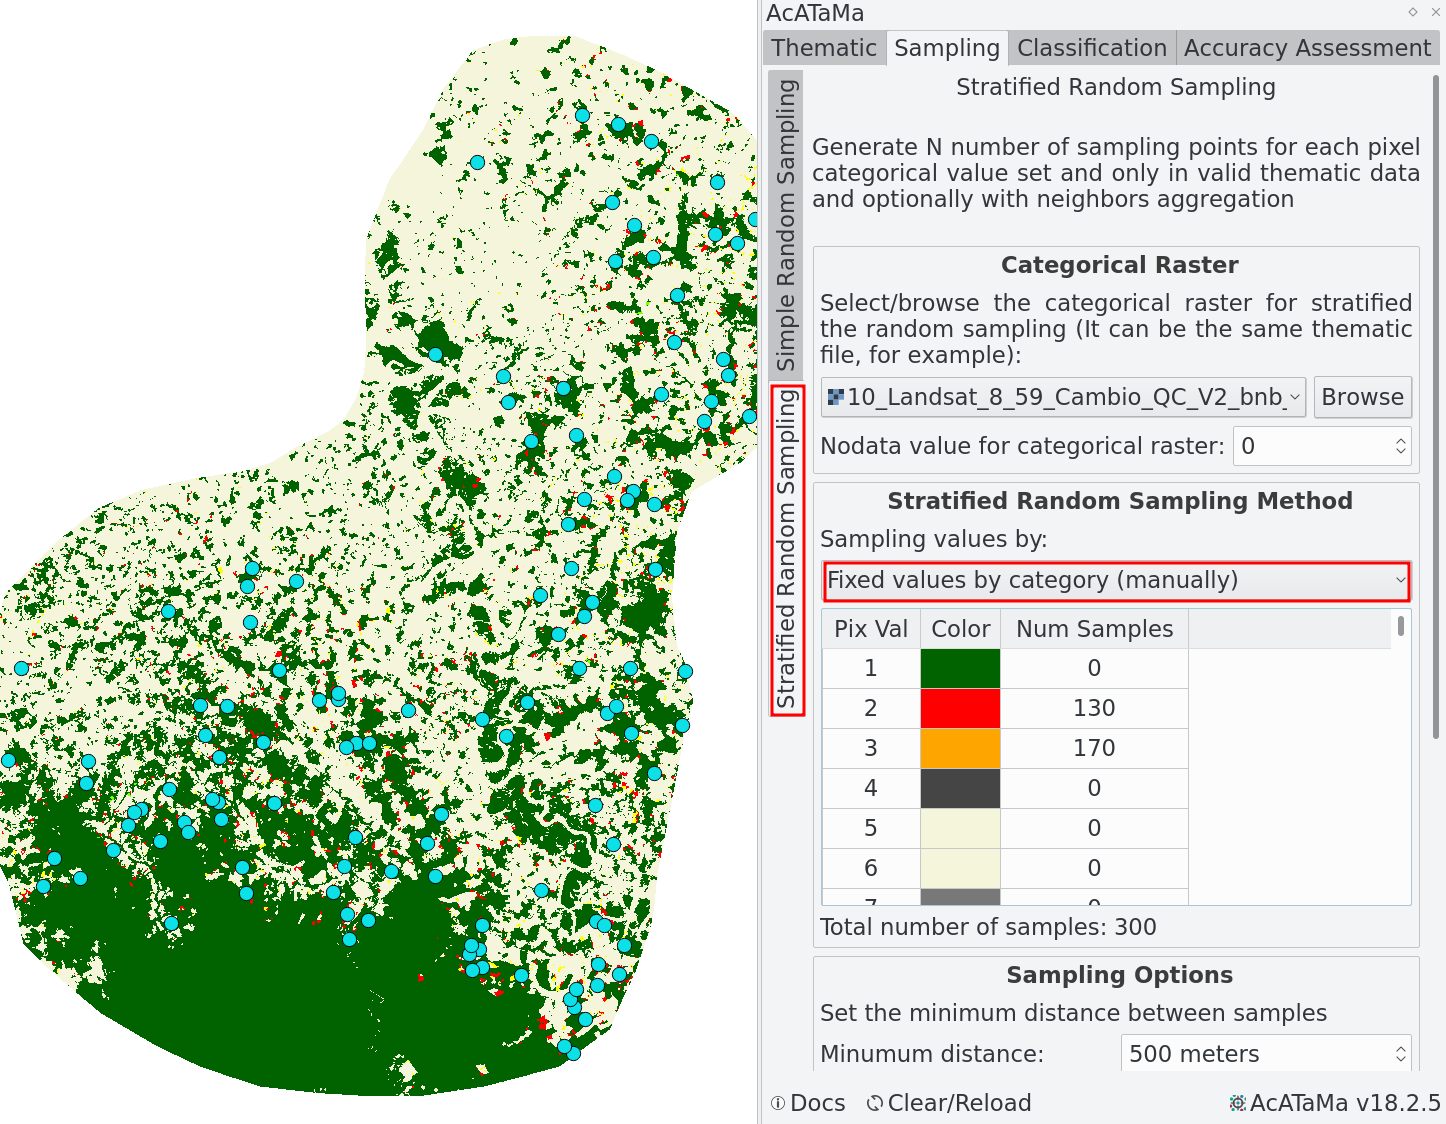 AcATaMa
Thematic Sampling Classification Accuracy Assessment
Simple Random Sampling
Stratified Random Sampling
Stratified Random Sampling
Generate N number of sampling points for each pixel
categorical value set and only in valid thematic data
and optionally with neighbors aggregation
Categorical Raster
Select/browse the categorical raster for stratified
the random sampling (It can be the same thematic
file, for example):
10_Landsat_8_59_Cambio_QC_V2_bnb_ Browse
Nodata value for categorical raster: 0
Stratified Random Sampling Method
Sampling values by:
Fixed values by category (manually)
Pix Val Color Num Samples
1 0
2 130
3 170
4 0
5 0
6 0
7 0
Total number of samples: 300
Sampling Options
Set the minimum distance between samples
Minumum distance: 500 meters
Docs Clear/Reload AcATaMa v18.2.5